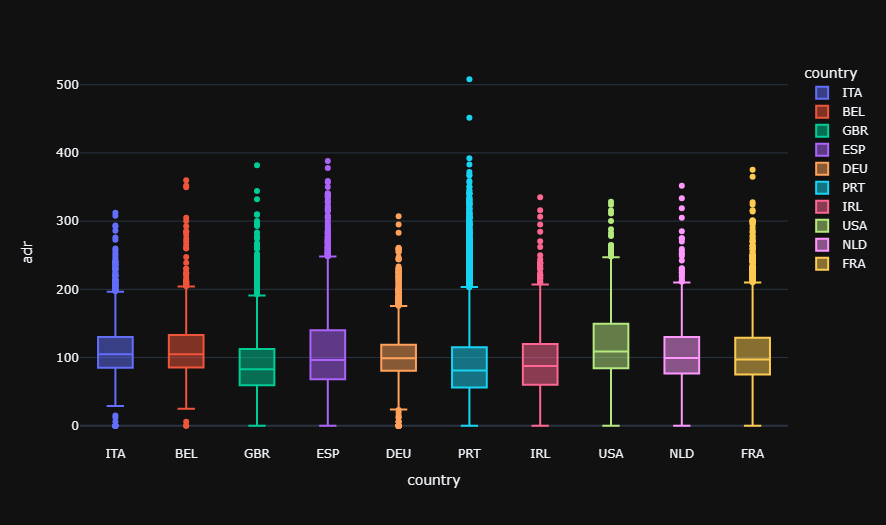 500
400
300
200
100
0
adr
ITA BEL GBR ESP DEU PRT IRL USA NLD FRA
country
country
ITA
BEL
GBR
ESP
DEU
PRT
IRL
USA
NLD
FRA